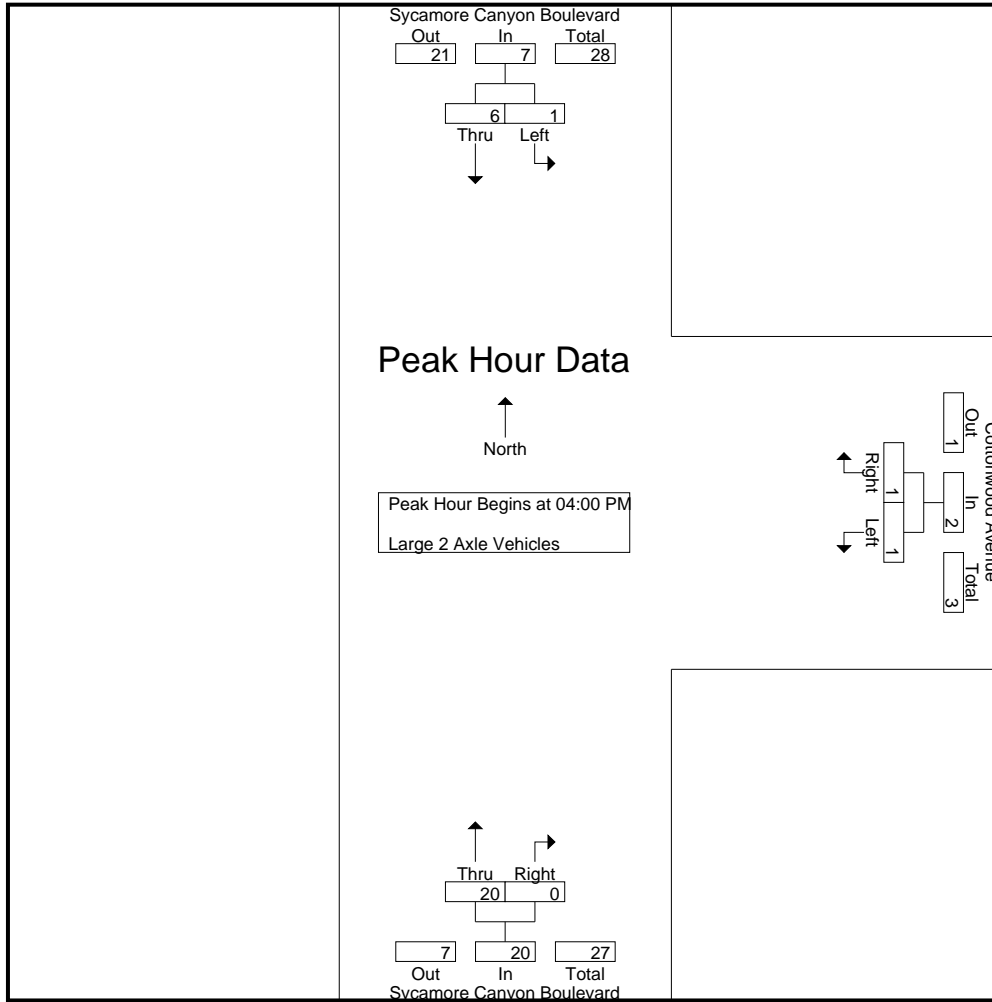 Sycamore Canyon Boulevard
Out In Total
21 7 28
6 1
Thru Left
Peak Hour Data
North
Peak Hour Begins at 04:00 PM
Large 2 Axle Vehicles
Cottonwood Avenue
Out In Total
1 2 3
Right Left
1 1
Thru Right
20 0
7 20 27
Out In Total
Sycamore Canyon Boulevard